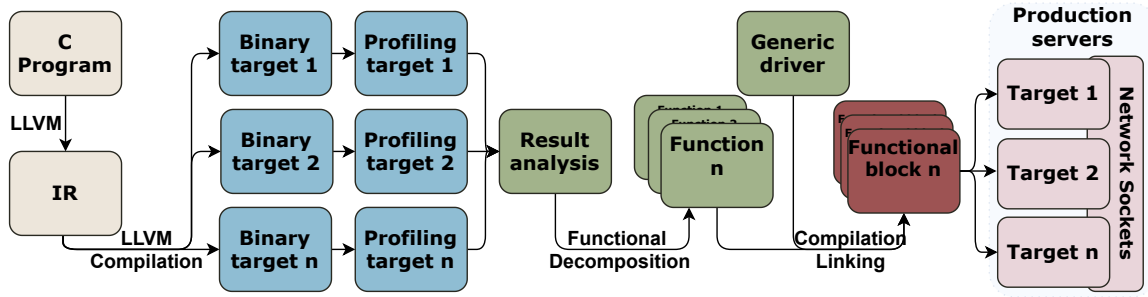 C
Program
LLVM
IR
LLVM
Compilation
Binary
target 1
Profiling
target 1
Binary
target 2
Profiling
target 2
Binary
target n
Profiling
target n
Result
analysis
Functional
Decomposition
Function 1
Function
n
Generic
driver
Compilation
Linking
Functional
block n
Production
servers
Target 1
Target 2
Target n
Network Sockets